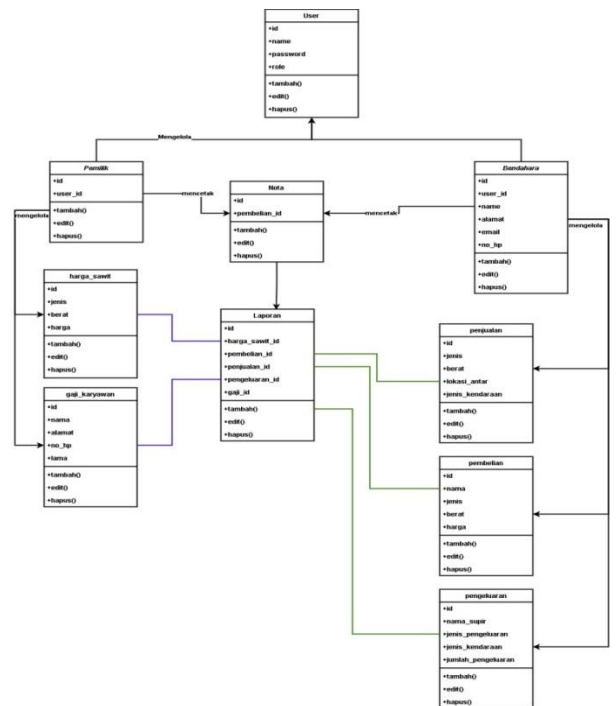 User
+id
+name
+password
+role
+tambah()
+edit()
+hapus()
Mengelola
Pemilik
+id
+user_id
+tambah()
+edit()
+hapus()
mengelola
mencetak
Nota
+id
+pembelian_id
+tambah()
+edit()
+hapus()
mencetak
Bendahara
+id
+user_id
+name
+alamat
+email
+no_hp
+tambah()
+edit()
+hapus()
mengelola
harga_sawit
+id
+jenis
+berat
+harga
+tambah()
+edit()
+hapus()
gaji_karyawan
+id
+nama
+alamat
+no_hp
+lama
+tambah()
+edit()
+hapus()
Laporan
+id
+harga_sawit_id
+pembelian_id
+penjualan_id
+pengeluaran_id
+gaji_id
+tambah()
+edit()
+hapus()
penjualan
+id
+jenis
+berat
+lokasi_antar
+jenis_kendaraan
+tambah()
+edit()
+hapus()
pembelian
+id
+nama
+jenis
+berat
+harga
+tambah()
+edit()
+hapus()
pengeluaran
+id
+nama_supir
+jenis_pengeluaran
+jenis_kendaraan
+jumlah_pengeluaran
+tambah()
+edit()
+hapus()